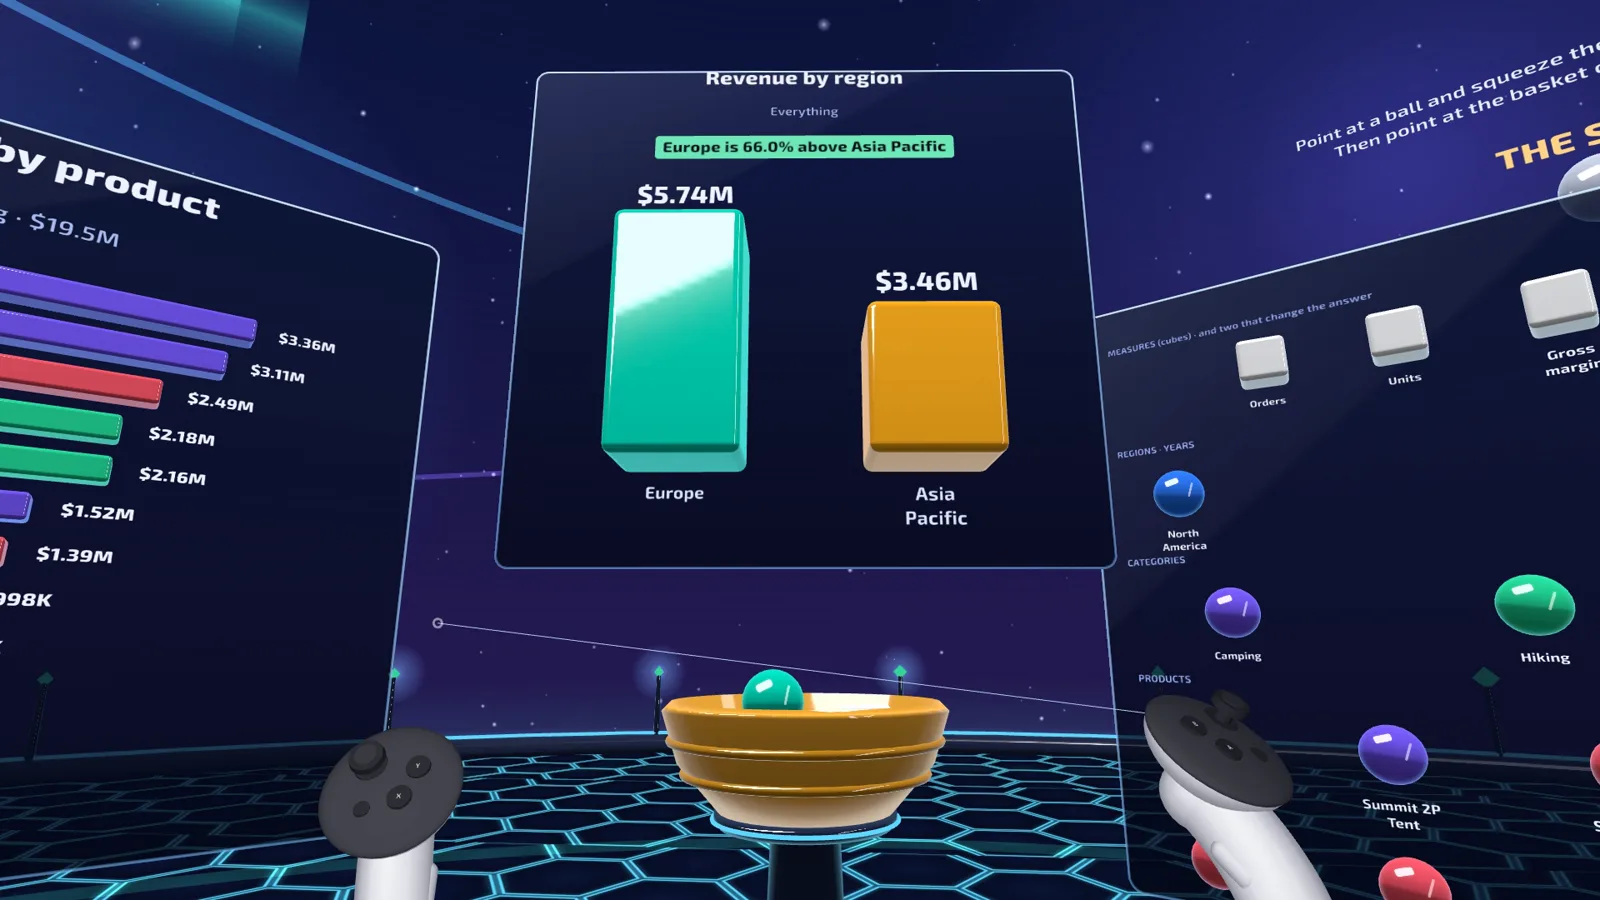 by product
· $19.5M
$3.36M
$3.11M
$2.49M
$2.18M
$2.16M
$1.52M
$1.39M
998K
Revenue by region
Everything
Europe is 66.0% above Asia Pacific
$5.74M
$3.46M
Europe
Asia
Pacific
Point at a ball and squeeze the
Then point at the basket
THE S
MEASURES (cubes) · and two that change the answer
Orders
Units
Gross
margin
REGIONS · YEARS
North
America
CATEGORIES
Camping
Hiking
PRODUCTS
Summit 2P
Tent
Y
X